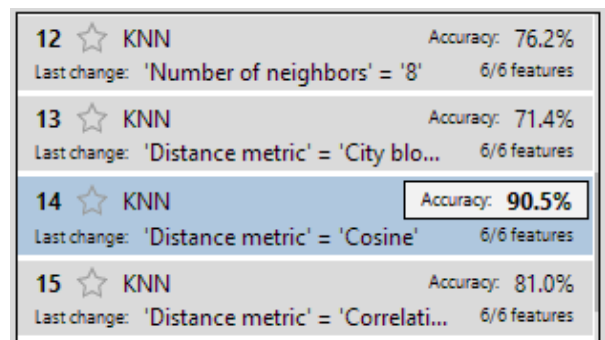 12 KNN Accuracy: 76.2%
Last change: 'Number of neighbors' = '8' 6/6 features
13 KNN Accuracy: 71.4%
Last change: 'Distance metric' = 'City blo... 6/6 features
14 KNN Accuracy: 90.5%
Last change: 'Distance metric' = 'Cosine' 6/6 features
15 KNN Accuracy: 81.0%
Last change: 'Distance metric' = 'Correlati... 6/6 features